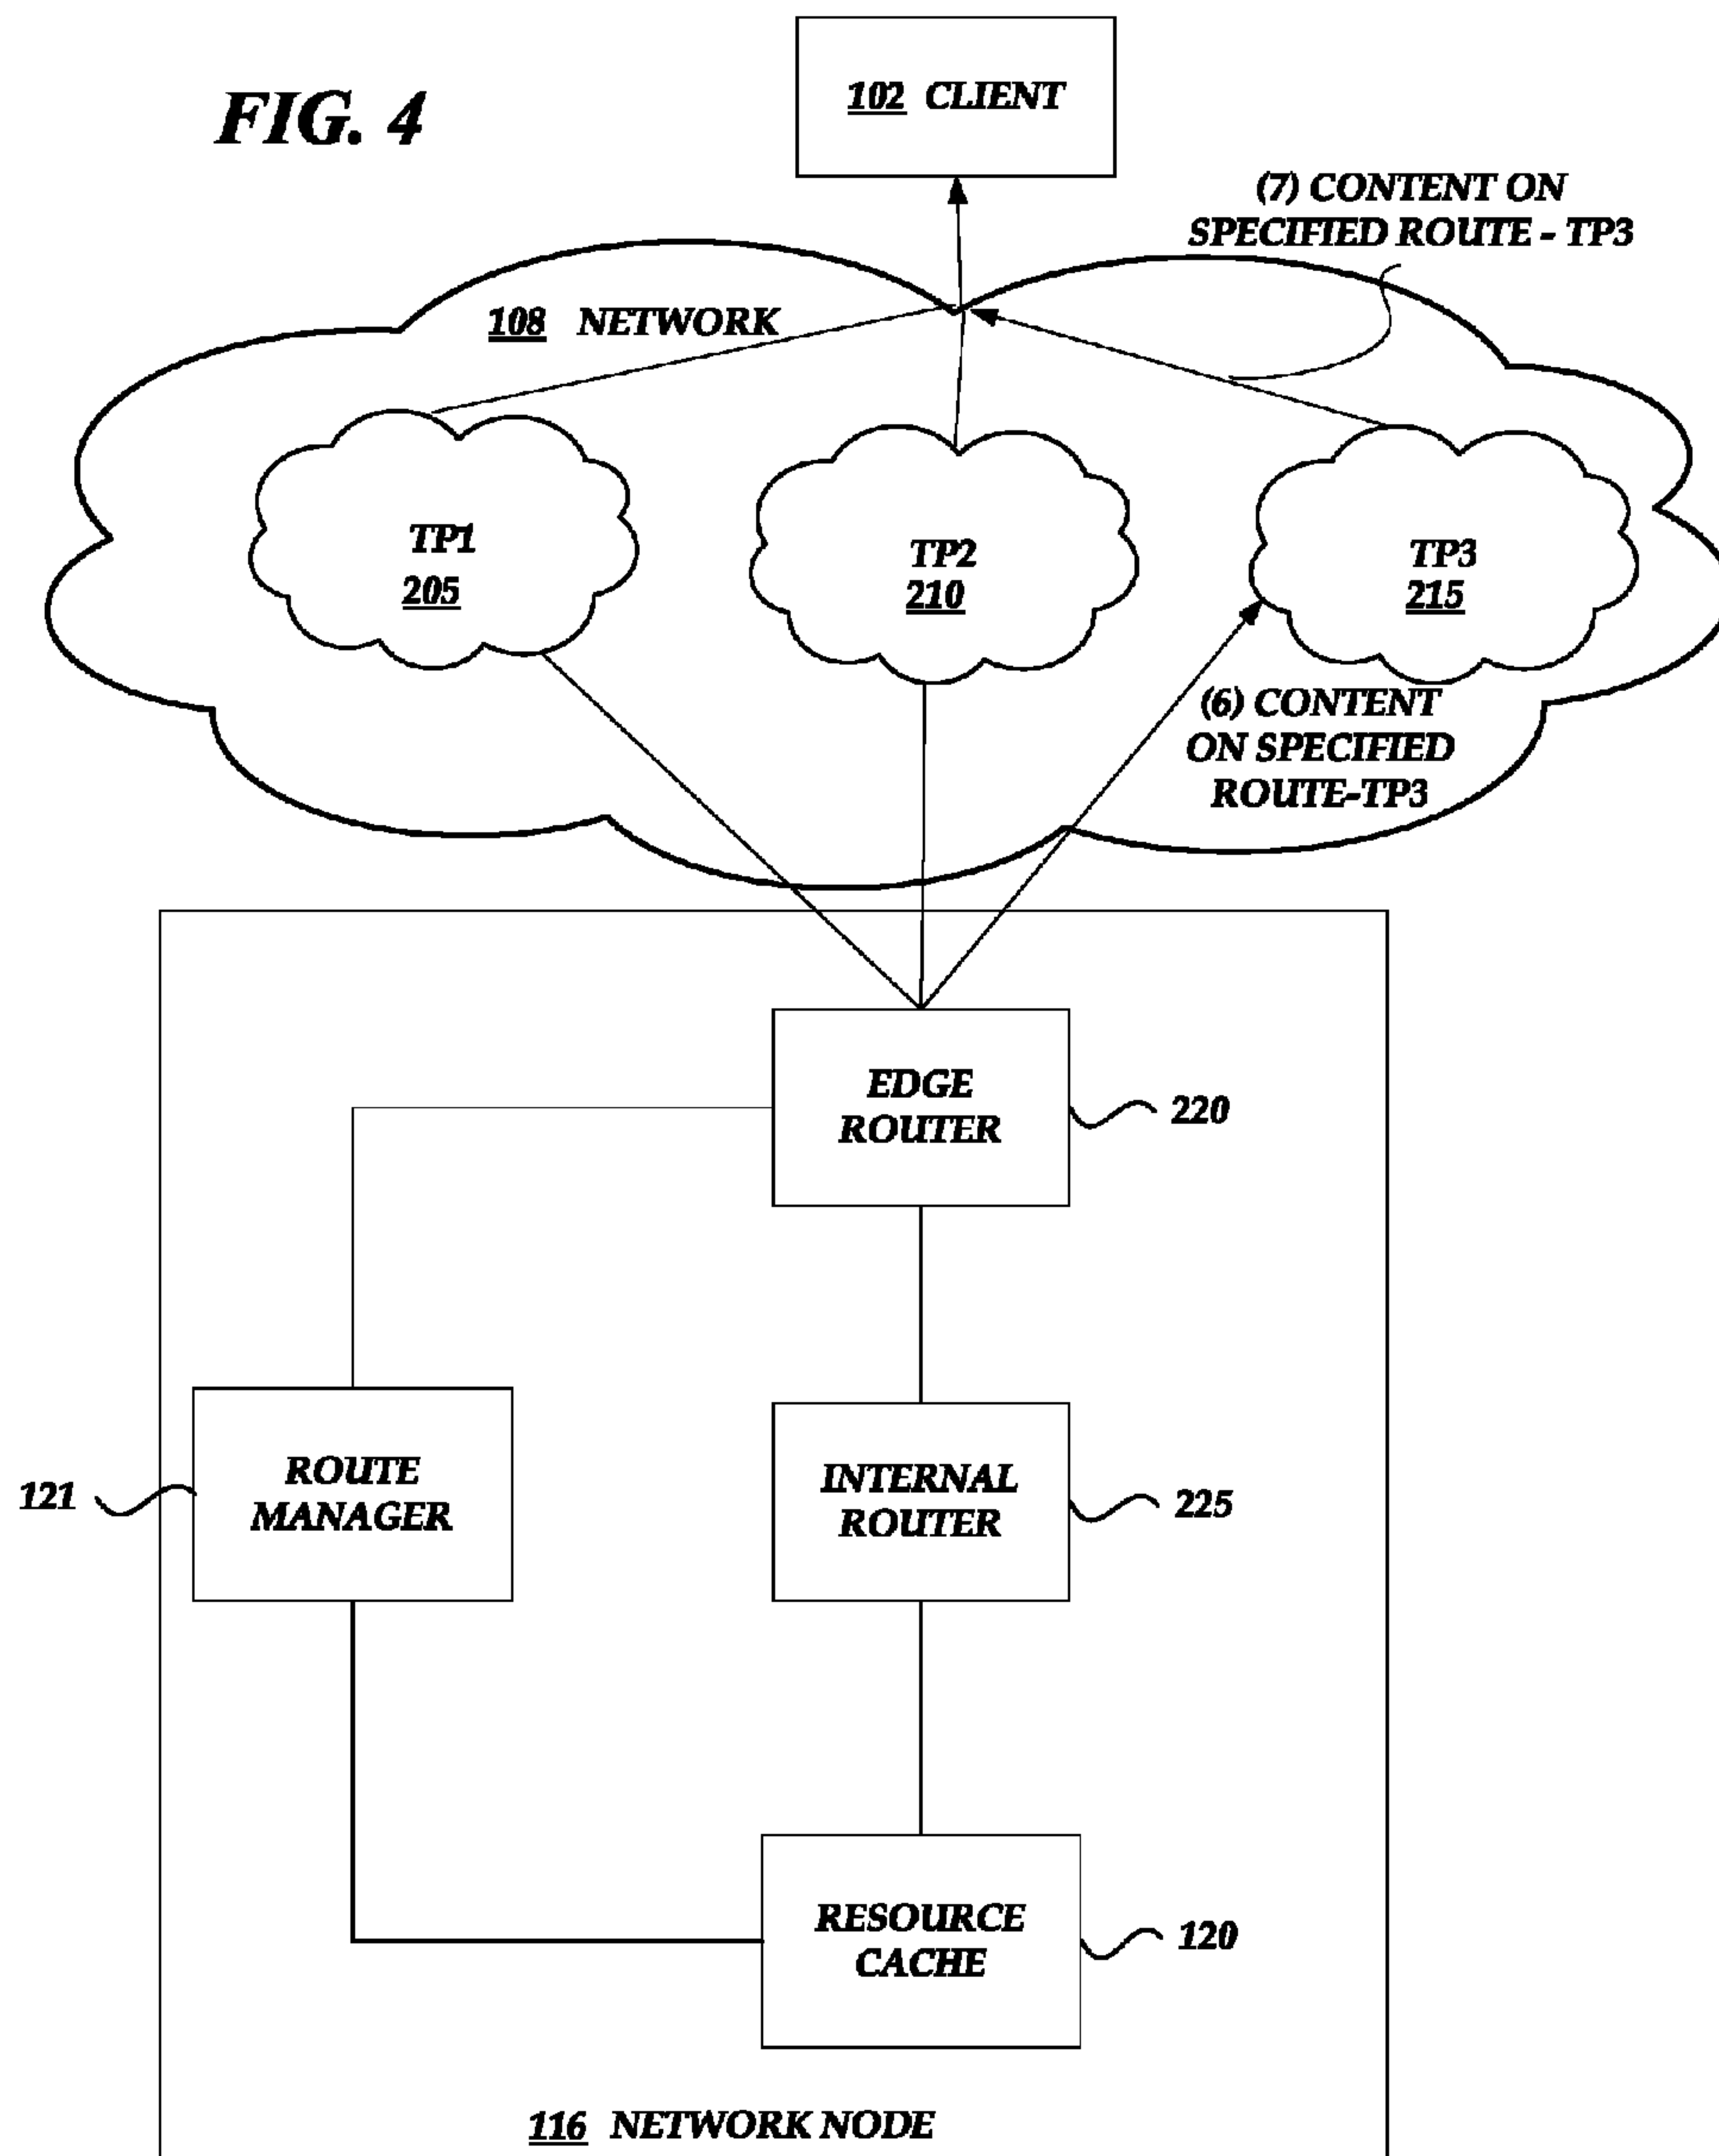 FIG. 4
102 CLIENT
(7) CONTENT ON
SPECIFIED ROUTE - TP3
108 NETWORK
TP1
205
TP2
210
TP3
215
(6) CONTENT
ON SPECIFIED
ROUTE-TP3
EDGE
ROUTER
220
ROUTE
MANAGER
121
INTERNAL
ROUTER
225
RESOURCE
CACHE
120
116 NETWORK NODE